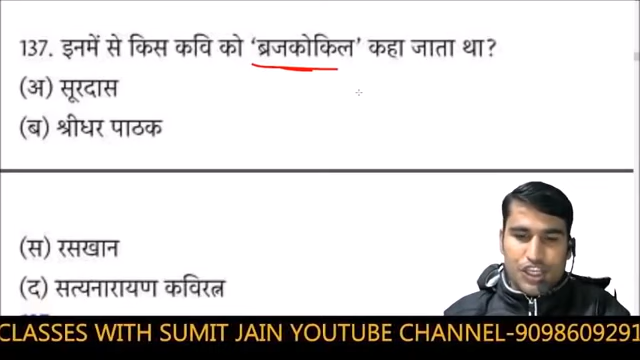 137. इनमें से किस कवि को ‘ब्रजकोकिल’ कहा जाता था?
(अ) सूरदास
(ब) श्रीधर पाठक
(स) रसखान
(द) सत्यनारायण कविरत्न
CLASSES WITH SUMIT JAIN YOUTUBE CHANNEL-9098609291